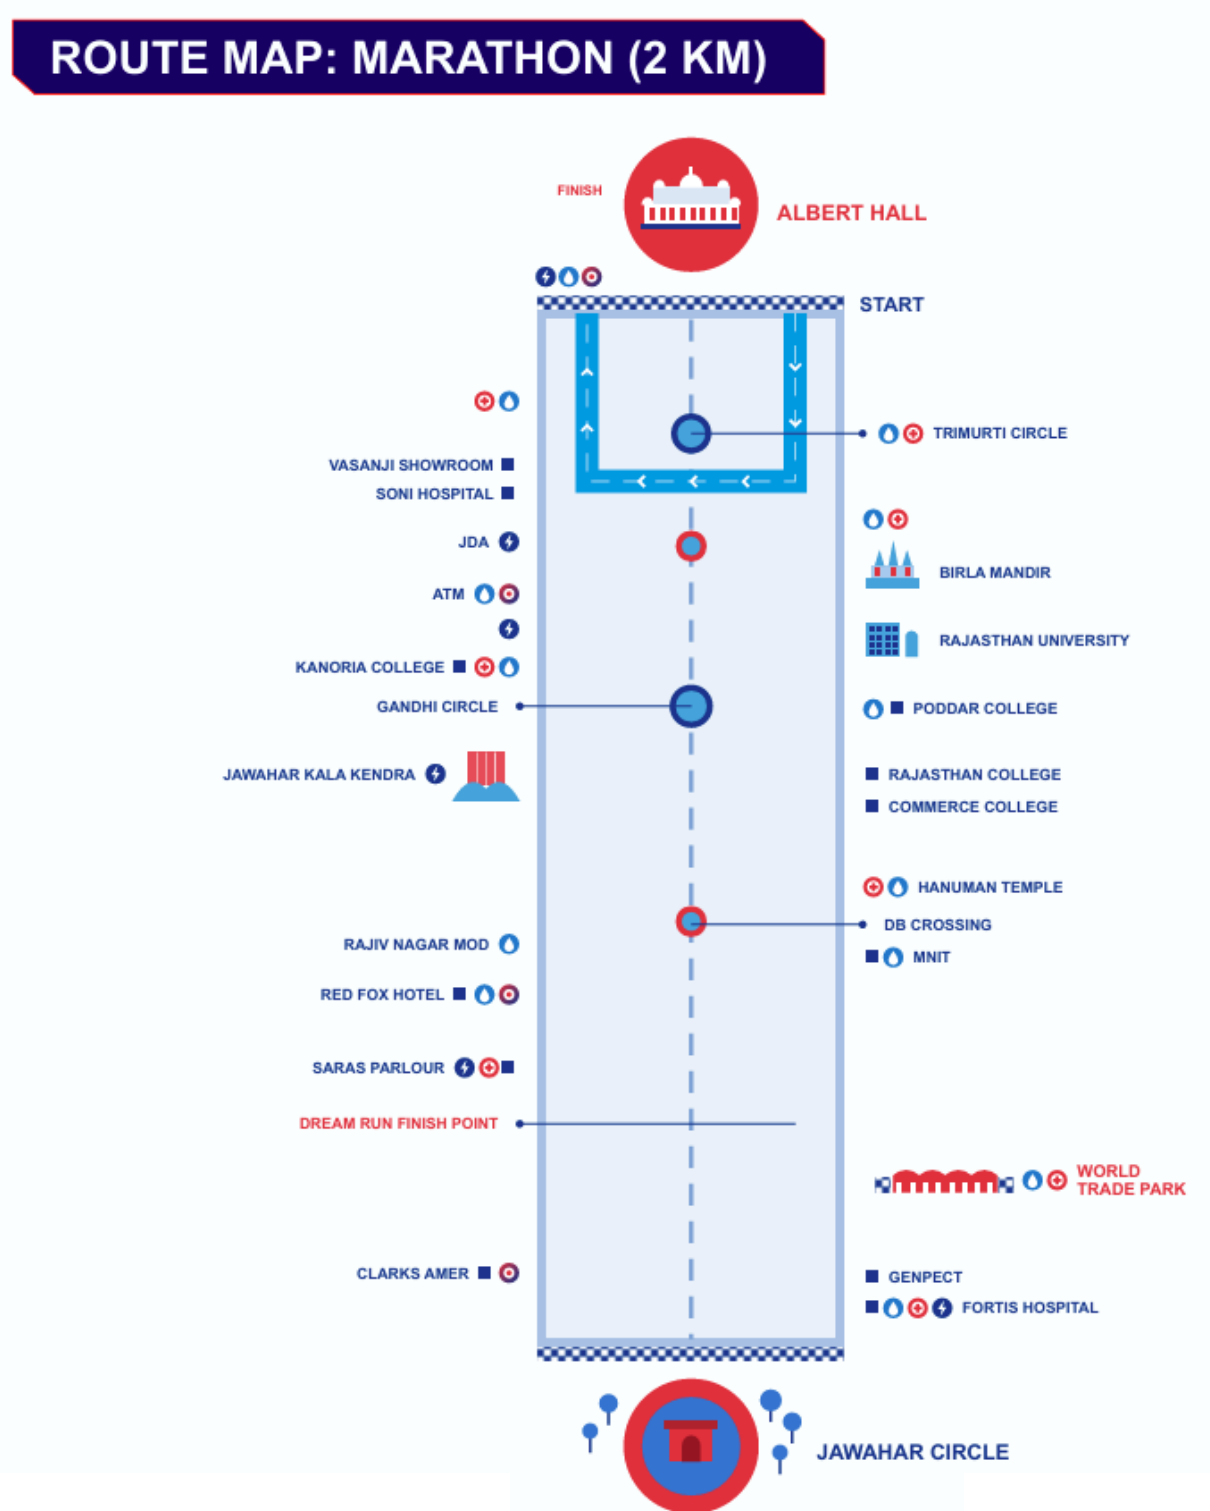 ROUTE MAP: MARATHON (2 KM)
FINISH
ALBERT HALL
START
TRIMURTI CIRCLE
VASANJI SHOWROOM
SONI HOSPITAL
JDA
BIRLA MANDIR
ATM
RAJASTHAN UNIVERSITY
KANORIA COLLEGE
GANDHI CIRCLE
PODDAR COLLEGE
JAWAHAR KALA KENDRA
RAJASTHAN COLLEGE
COMMERCE COLLEGE
HANUMAN TEMPLE
DB CROSSING
RAJIV NAGAR MOD
MNIT
RED FOX HOTEL
SARAS PARLOUR
DREAM RUN FINISH POINT
WORLD
TRADE PARK
CLARKS AMER
GENPECT
FORTIS HOSPITAL
JAWAHAR CIRCLE